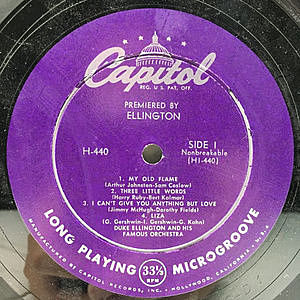 Capitol
REG. U.S. PAT. OFF.
PREMIERED BY
ELLINGTON
H-440
SIDE 1
Nonbreakable
(H1-440)
1. MY OLD FLAME
(Arthur Johnston-Sam Coslow)
2. THREE LITTLE WORDS
(Harry Ruby-Bert Kalmar)
3. I CAN'T GIVE YOU ANYTHING BUT LOVE
(Jimmy McHugh-Dorothy Fields)
4. LIZA
(G. Gershwin-I. Gershwin-G. Kahn)
DUKE ELLINGTON AND HIS
FAMOUS ORCHESTRA
LONG PLAYING 33⅓ RPM MICROGROOVE
MANUFACTURED BY CAPITOL RECORDS, INC. • HOLLYWOOD, CALIFORNIA, U.S.A.